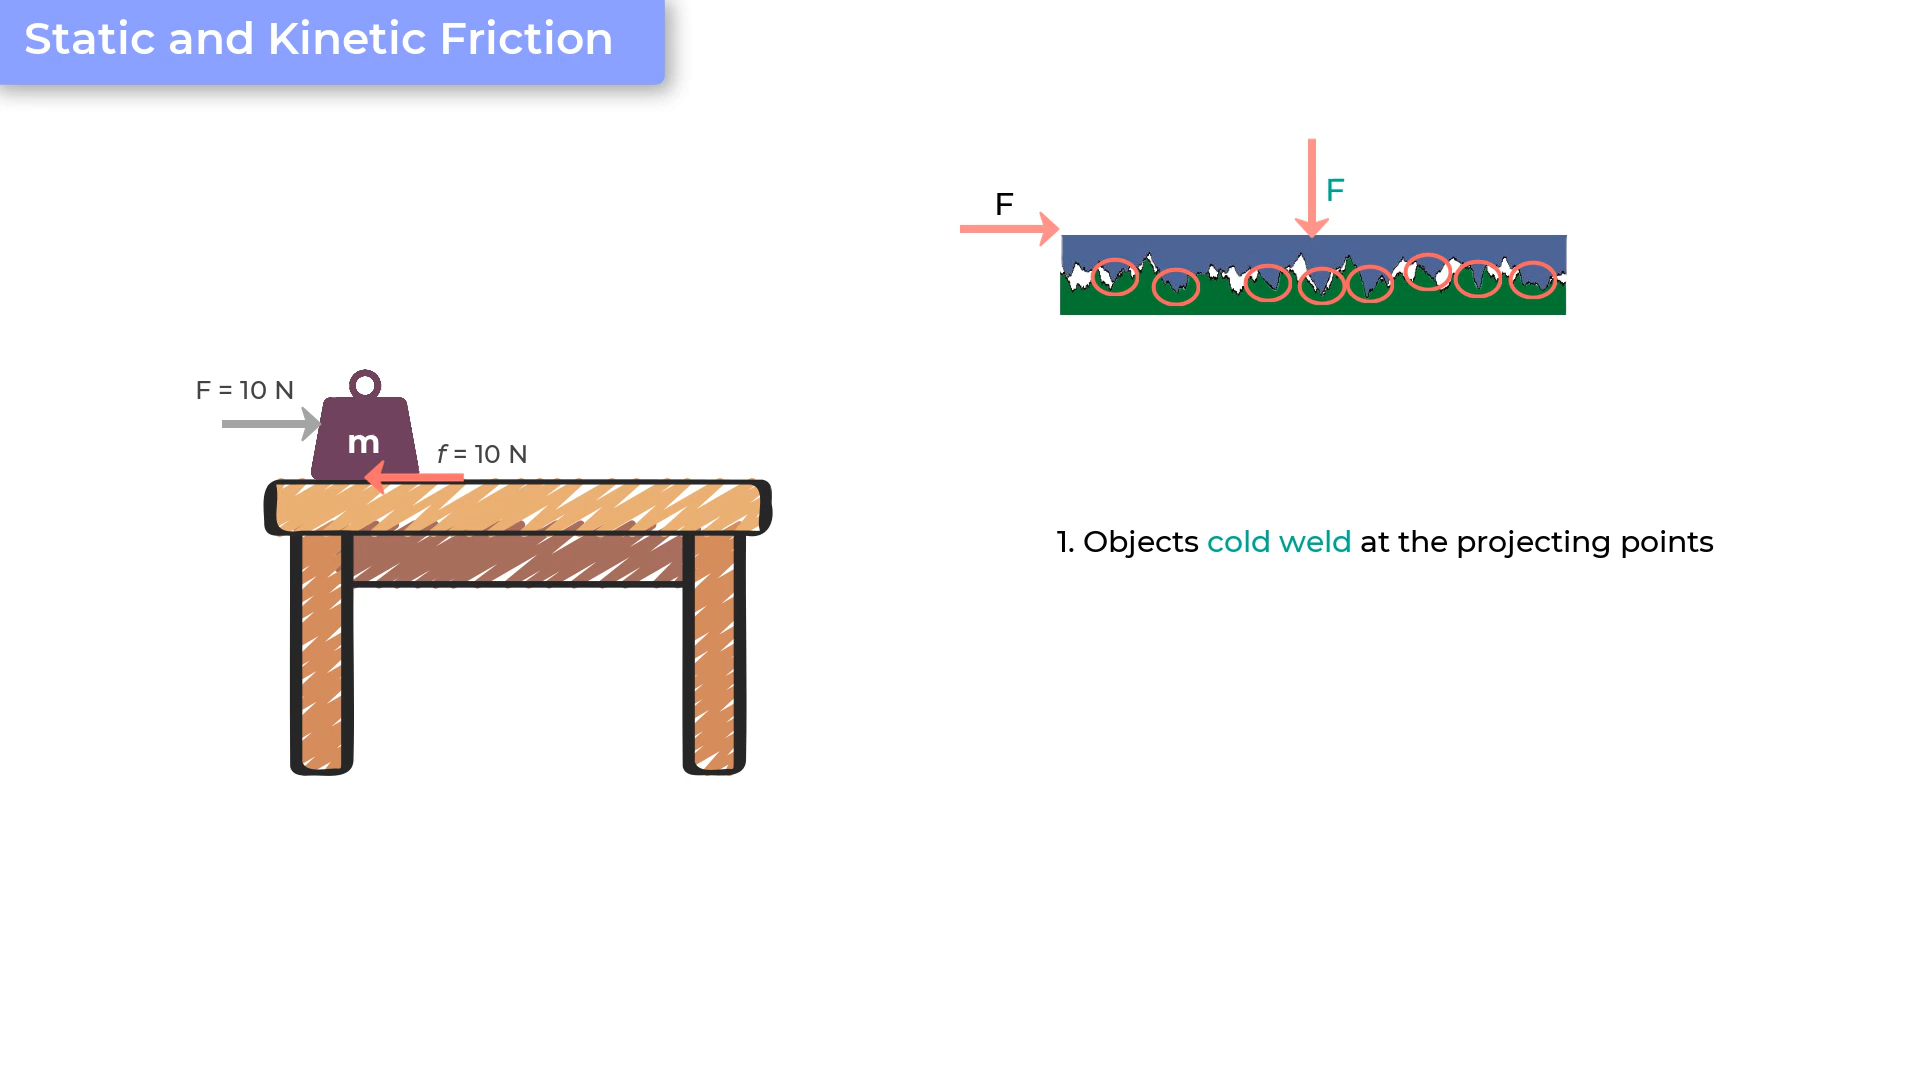 Static and Kinetic Friction
F
F
F = 10 N
m
f = 10 N
1. Objects cold weld at the projecting points